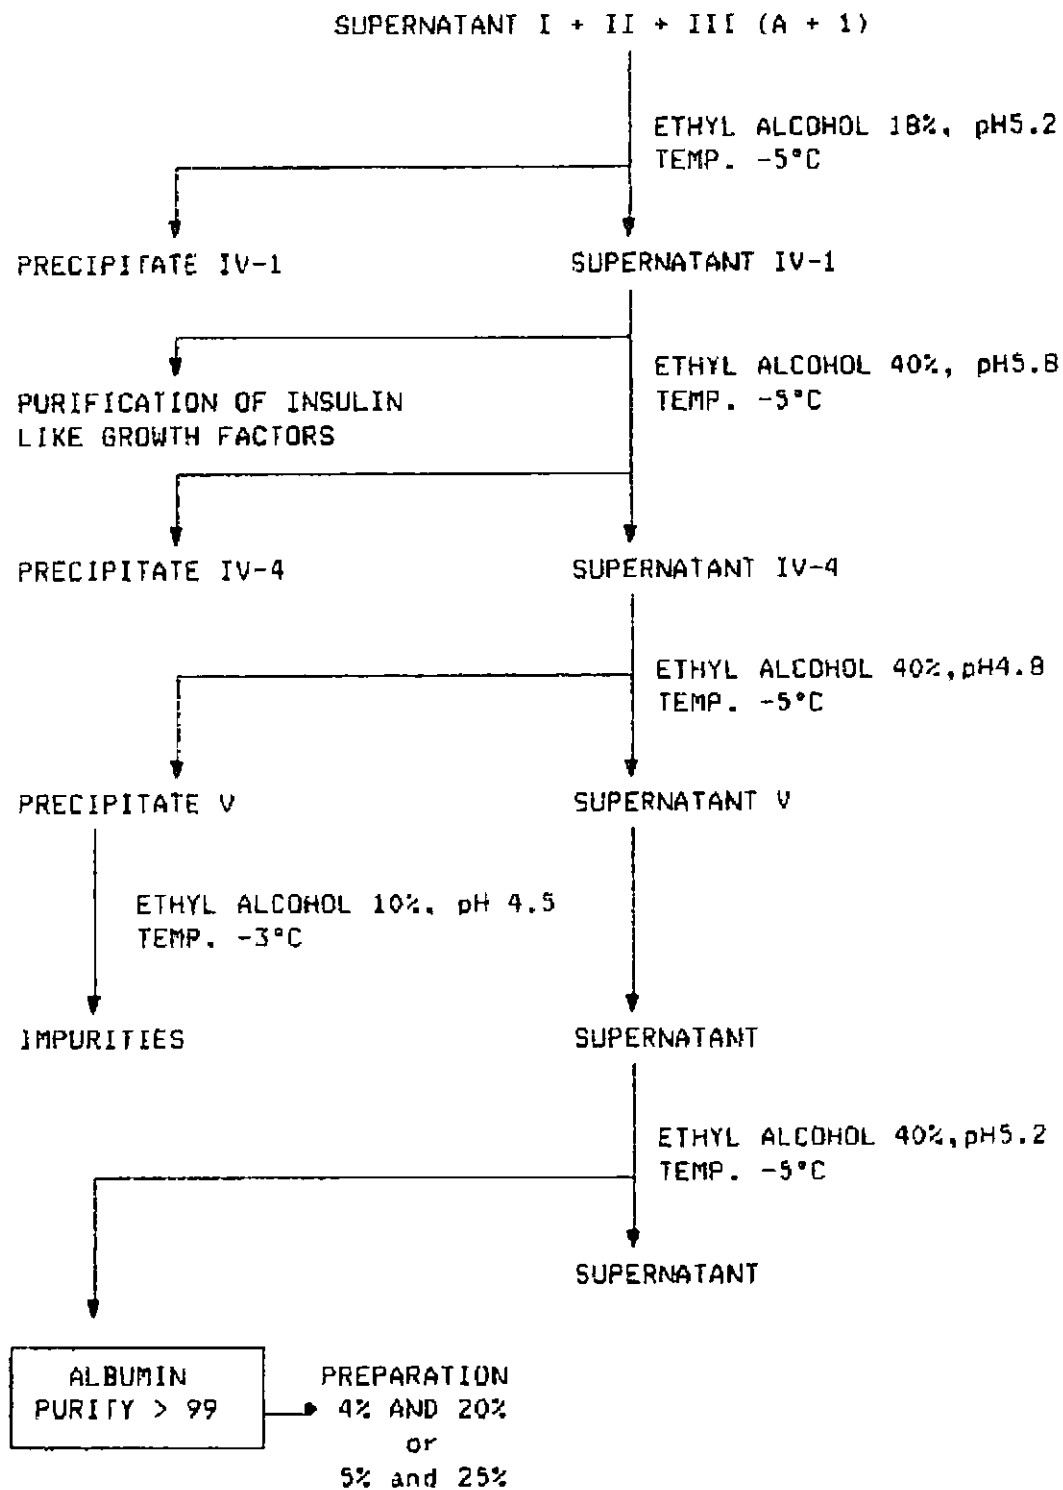 SUPERNATANT I + II + III (A + 1)
ETHYL ALCOHOL 18%, pH5.2
TEMP. -5°C
PRECIPITATE IV-1
SUPERNATANT IV-1
ETHYL ALCOHOL 40%, pH5.8
TEMP. -5°C
PURIFICATION OF INSULIN
LIKE GROWTH FACTORS
PRECIPITATE IV-4
SUPERNATANT IV-4
ETHYL ALCOHOL 40%,pH4.8
TEMP. -5°C
PRECIPITATE V
SUPERNATANT V
ETHYL ALCOHOL 10%, pH 4.5
TEMP. -3°C
IMPURITIES
SUPERNATANT
ETHYL ALCOHOL 40%,pH5.2
TEMP. -5°C
SUPERNATANT
ALBUMIN
PURITY > 99
PREPARATION
4% AND 20%
or
5% and 25%